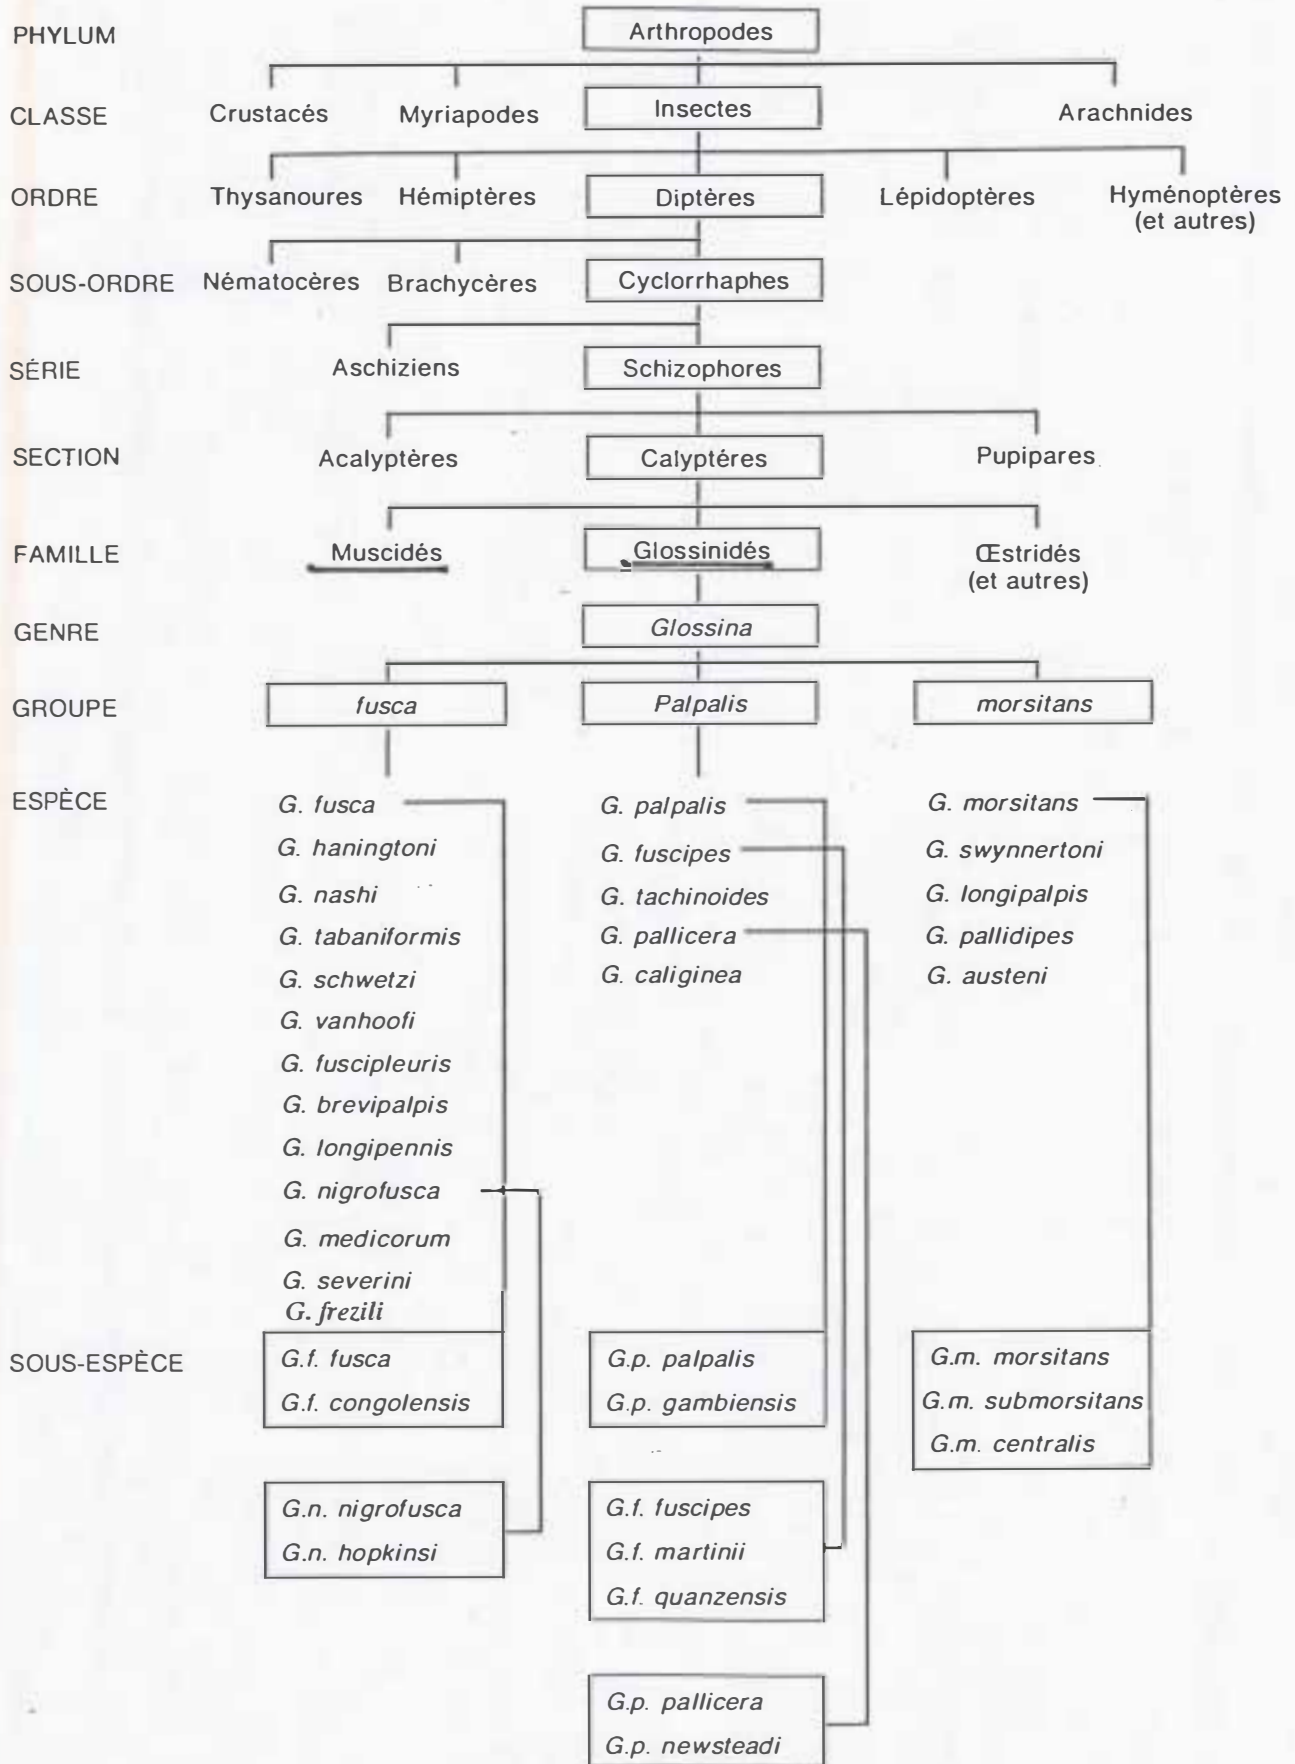 PHYLUM Arthropodes
CLASSE Crustacés Myriapodes Insectes Arachnides
ORDRE Thysanoures Hémiptères Diptères Lépidoptères Hyménoptères
(et autres)
SOUS-ORDRE Nématocères Brachycères Cyclorrhaphes
SÉRIE Aschiziens Schizophores
SECTION Acalyptères Calyptéres Pupipares
FAMILLE Muscidés Glossinidés Œstridés
(et autres)
GENRE Glossina
GROUPE fusca Palpalis morsitans
ESPÈCE G. fusca G. palpalis G. morsitans
G. haningtoni G. fuscipes G. swynnertoni
G. nashi G. tachinoides G. longipalpis
G. tabaniformis G. pallicera G. pallidipes
G. schwetzi G. caliginea G. austeni
G. vanhoofi
G. fuscipleuris
G. brevipalpis
G. longipennis
G. nigrofusca
G. medicorum
G. severini
G. frezili
SOUS-ESPÈCE G.f. fusca G.p. palpalis G.m. morsitans
G.f. congolensis G.p. gambiensis G.m. submorsitans
G.m. centralis
G.n. nigrofusca G.f. fuscipes
G.n. hopkinsi G.f. martinii
G.f. quanzensis
G.p. pallicera
G.p. newsteadi